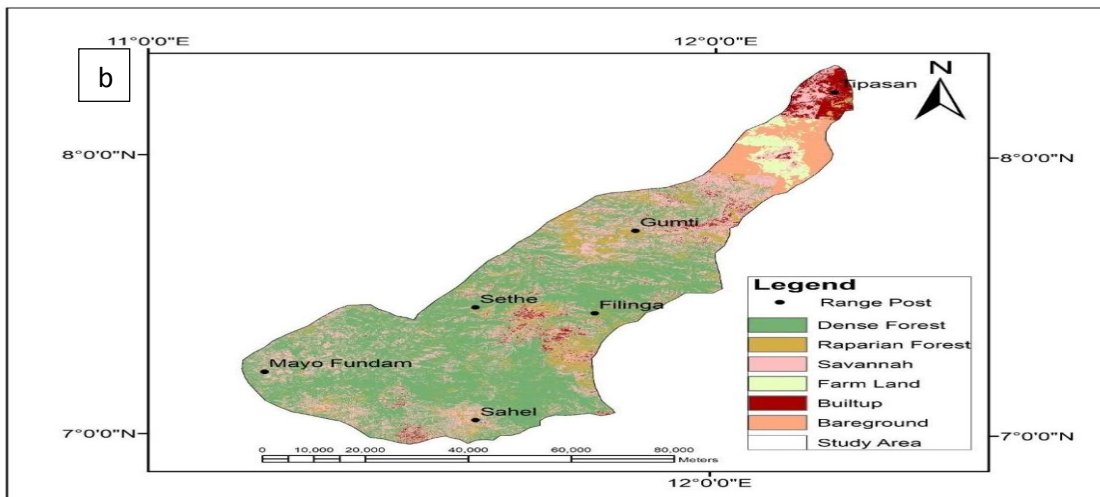 11°0'0"E
12°0'0"E
b
N
Tipasan
8°0'0"N
8°0'0"N
Gumti
Legend
Range Post
Sethe
Filinga
Dense Forest
Raparian Forest
Mayo Fundam
Savannah
Farm Land
Builtup
Sahel
Bareground
7°0'0"N
7°0'0"N
Study Area
0 10,000 20,000 40,000 60,000 80,000
Meters
12°0'0"E